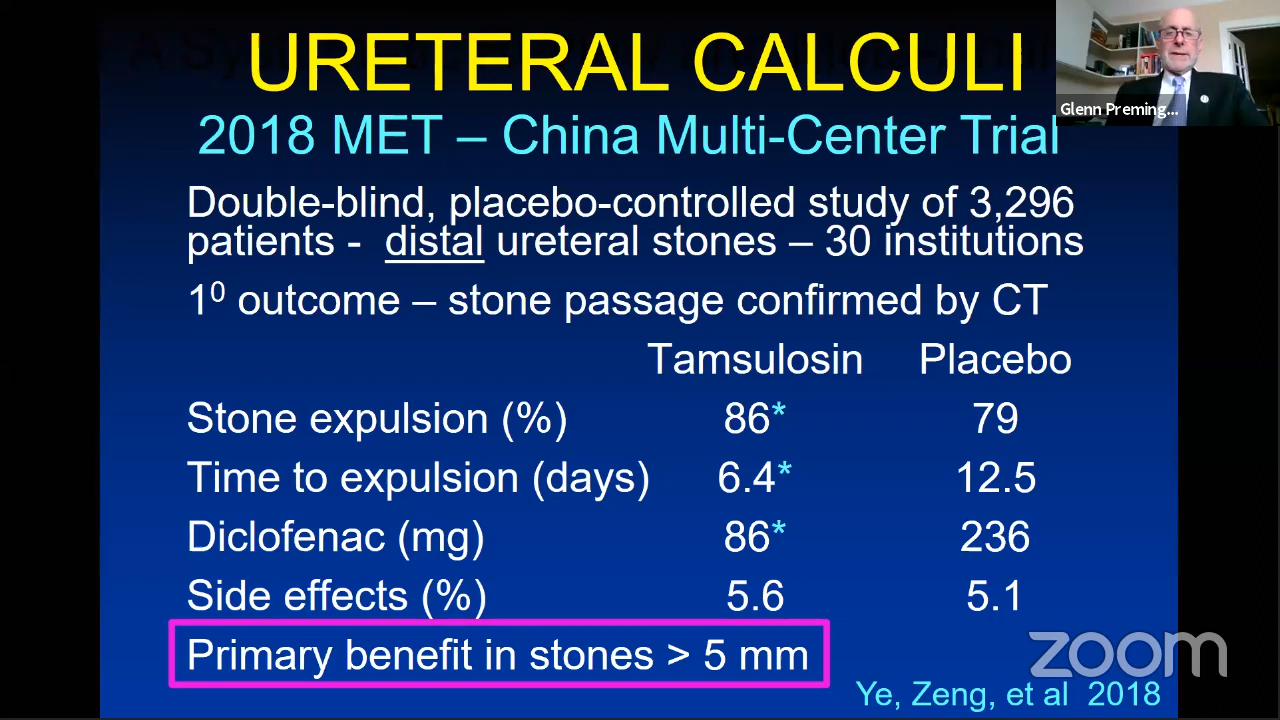 URETERAL CALCULI
Glenn Preming...
2018 MET – China Multi-Center Trial
Double-blind, placebo-controlled study of 3,296
patients - distal ureteral stones – 30 institutions
1⁰ outcome – stone passage confirmed by CT
Tamsulosin Placebo
Stone expulsion (%) 86* 79
Time to expulsion (days) 6.4* 12.5
Diclofenac (mg) 86* 236
Side effects (%) 5.6 5.1
Primary benefit in stones > 5 mm
zoom
Ye, Zeng, et al 2018